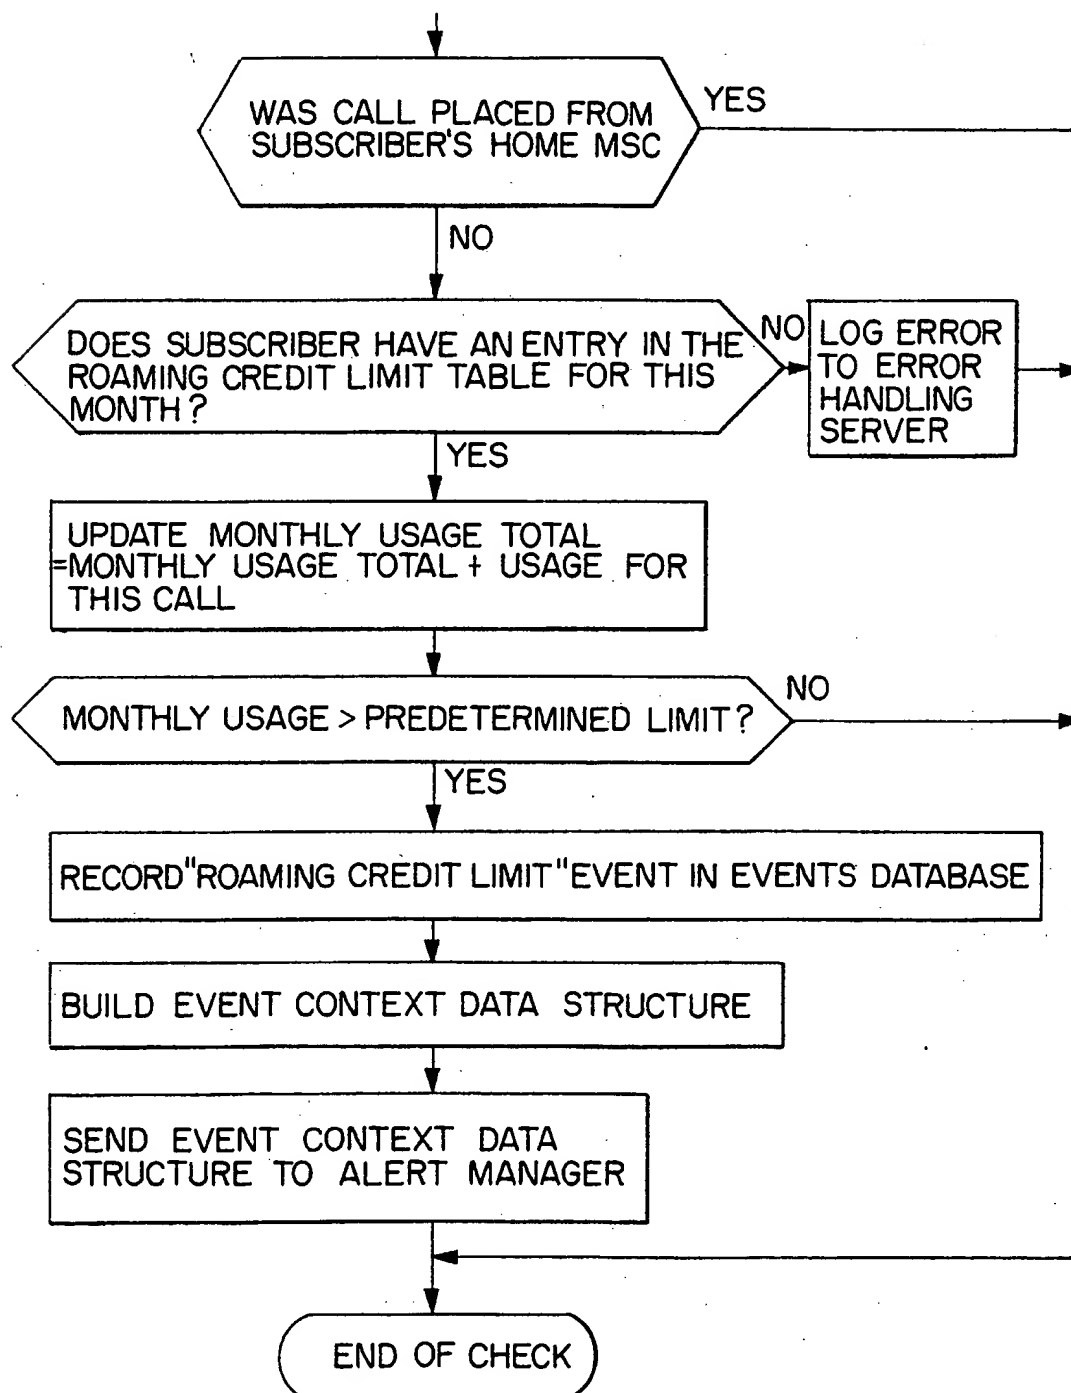 WAS CALL PLACED FROM
SUBSCRIBER'S HOME MSC
YES
NO
DOES SUBSCRIBER HAVE AN ENTRY IN THE
ROAMING CREDIT LIMIT TABLE FOR THIS
MONTH?
NO
LOG ERROR
TO ERROR
HANDLING
SERVER
YES
UPDATE MONTHLY USAGE TOTAL
=MONTHLY USAGE TOTAL + USAGE FOR
THIS CALL
MONTHLY USAGE > PREDETERMINED LIMIT?
NO
YES
RECORD "ROAMING CREDIT LIMIT" EVENT IN EVENTS DATABASE
BUILD EVENT CONTEXT DATA STRUCTURE
SEND EVENT CONTEXT DATA
STRUCTURE TO ALERT MANAGER
END OF CHECK